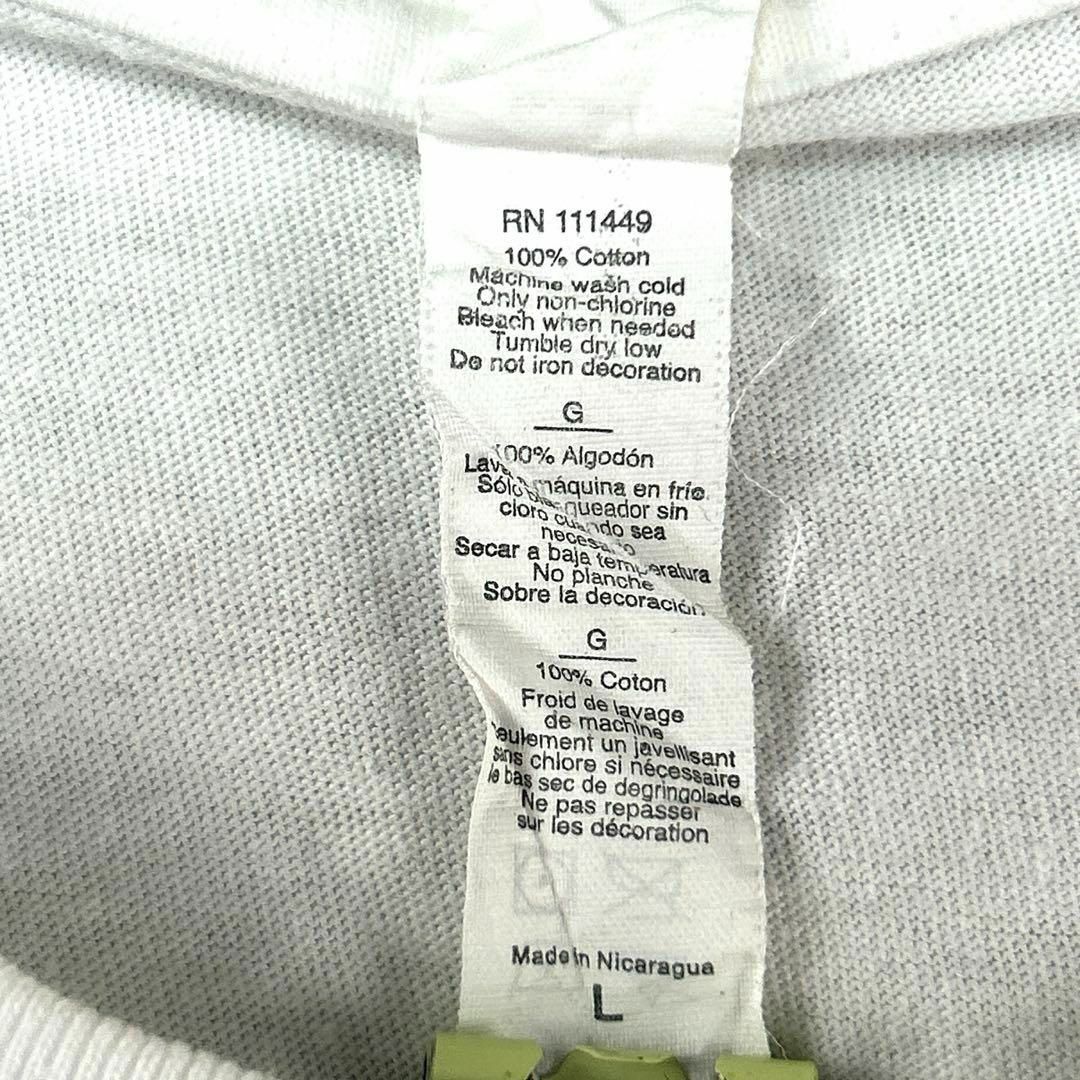 RN 111449
100% Cotton
Machine wash cold
Only non-chlorine
Bleach when needed
Tumble dry low
Do not iron decoration
G
100% Algodón
máquina en frío
Sólo blanqueador sin
cloro cuando sea
necesario
Secar a baja temperatura
No planche
Sobre la decoración
G
100% Coton
Froid de lavage
de machine
seulement un javellisant
sans chlore si nécessaire
le bas sec de degringolade
Ne pas repasser
sur les décoration
Made in Nicaragua
L